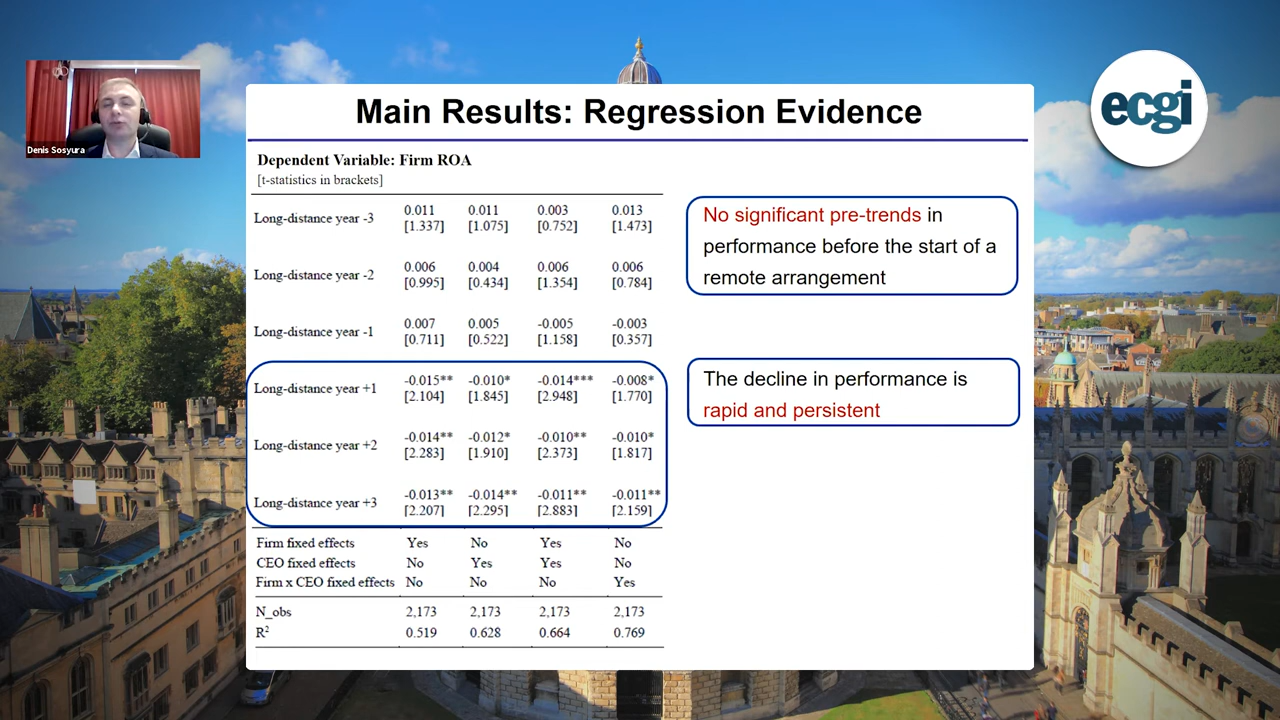 Main Results: Regression Evidence
ecgi
Denis Sosyura
Dependent Variable: Firm ROA
[t-statistics in brackets]
Long-distance year -3 0.011 0.011 0.003 0.013
[1.337] [1.075] [0.752] [1.473]
Long-distance year -2 0.006 0.004 0.006 0.006
[0.995] [0.434] [1.354] [0.784]
Long-distance year -1 0.007 0.005 -0.005 -0.003
[0.711] [0.522] [1.158] [0.357]
Long-distance year +1 -0.015** -0.010* -0.014*** -0.008*
[2.104] [1.845] [2.948] [1.770]
Long-distance year +2 -0.014** -0.012* -0.010** -0.010*
[2.283] [1.910] [2.373] [1.817]
Long-distance year +3 -0.013** -0.014** -0.011** -0.011**
[2.207] [2.295] [2.883] [2.159]
Firm fixed effects Yes No Yes No
CEO fixed effects No Yes Yes No
Firm x CEO fixed effects No No No Yes
N_obs 2,173 2,173 2,173 2,173
R² 0.519 0.628 0.664 0.769
No significant pre-trends in
performance before the start of a
remote arrangement
The decline in performance is
rapid and persistent